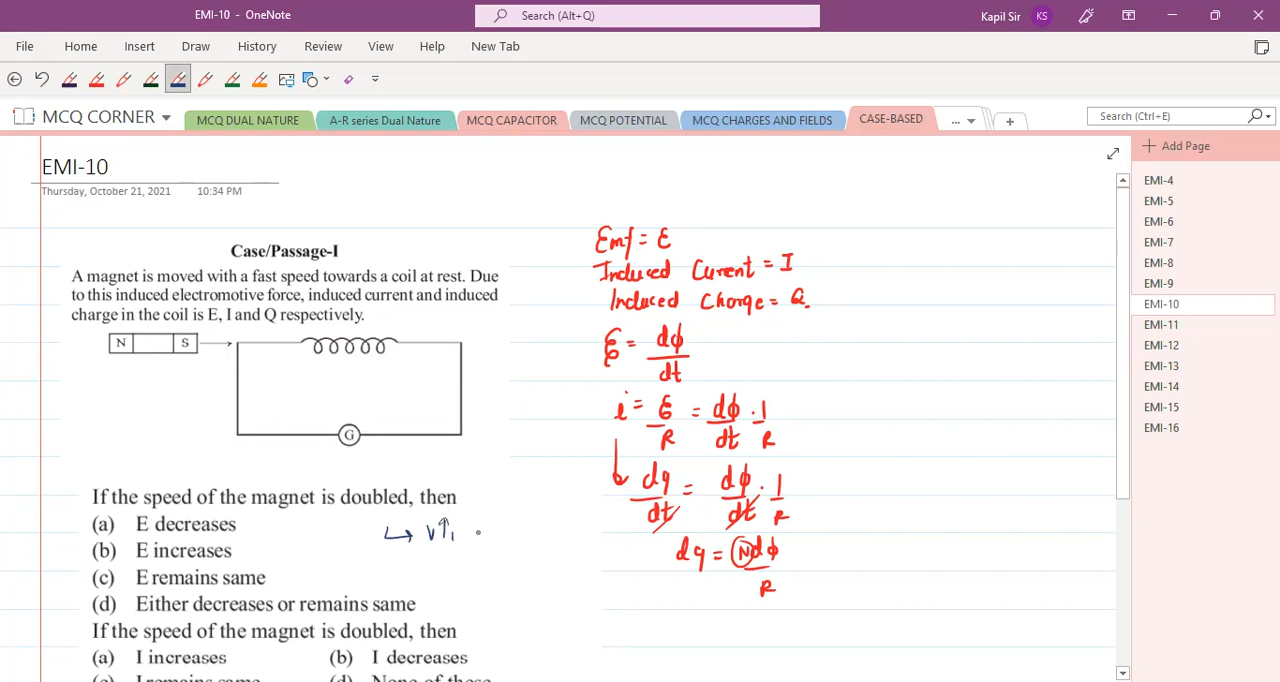 EMI-10 - OneNote
Search (Alt+Q)
Kapil Sir
KS
File Home Insert Draw History Review View Help New Tab
MCQ CORNER
MCQ DUAL NATURE
A-R series Dual Nature
MCQ CAPACITOR
MCQ POTENTIAL
MCQ CHARGES AND FIELDS
CASE-BASED
...
Search (Ctrl+E)
EMI-10
Thursday, October 21, 2021 10:34 PM
Case/Passage-I
A magnet is moved with a fast speed towards a coil at rest. Due
to this induced electromotive force, induced current and induced
charge in the coil is E, I and Q respectively.
N S
G
If the speed of the magnet is doubled, then
(a) E decreases
(b) E increases
(c) E remains same
(d) Either decreases or remains same
If the speed of the magnet is doubled, then
(a) I increases (b) I decreases
(c) I remains same (d) None of these
→ v↑,
Emf = E
Induced Current = I
Induced Charge = Q.
ℰ = dϕ/dt
i = ℰ/R = dϕ/dt · 1/R
dq/dt = dϕ/dt · 1/R
dq = Ndϕ/R
Add Page
EMI-4
EMI-5
EMI-6
EMI-7
EMI-8
EMI-9
EMI-10
EMI-11
EMI-12
EMI-13
EMI-14
EMI-15
EMI-16